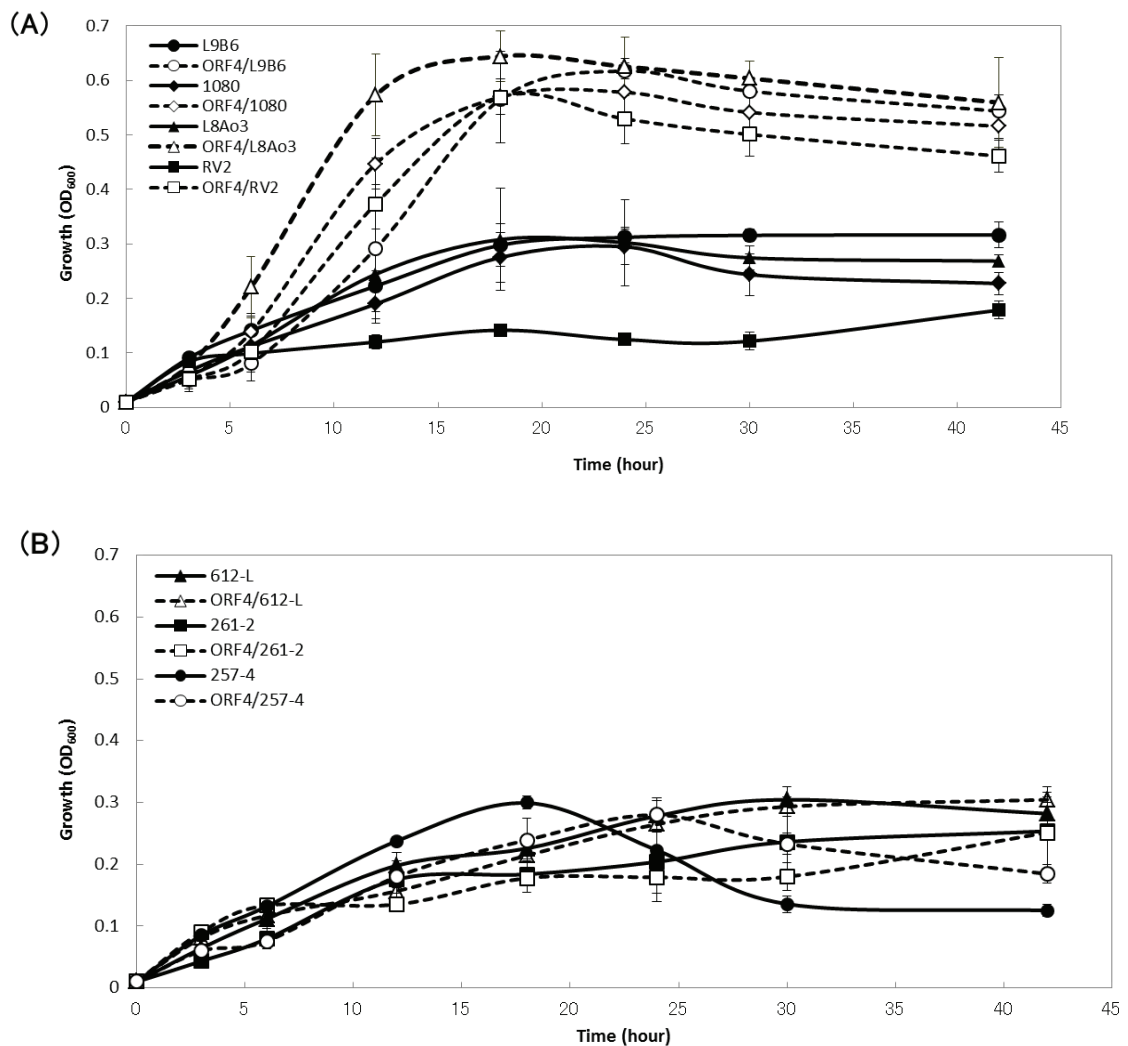 (A)
0.7
0.6
0.5
0.4
0.3
0.2
0.1
0
Growth (OD600)
L9B6
ORF4/L9B6
1080
ORF4/1080
L8Ao3
ORF4/L8Ao3
RV2
ORF4/RV2
0 5 10 15 20 25 30 35 40 45
Time (hour)
(B)
0.7
0.6
0.5
0.4
0.3
0.2
0.1
0
Growth (OD600)
612-L
ORF4/612-L
261-2
ORF4/261-2
257-4
ORF4/257-4
0 5 10 15 20 25 30 35 40 45
Time (hour)